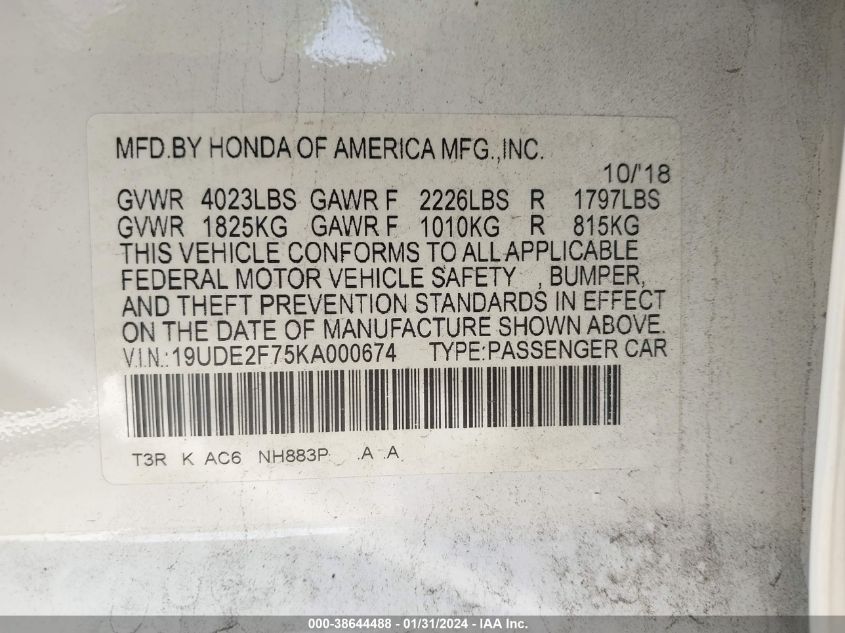 MFD.BY HONDA OF AMERICA MFG.,INC.
10/'18
GVWR 4023LBS GAWR F 2226LBS R 1797LBS
GVWR 1825KG GAWR F 1010KG R 815KG
THIS VEHICLE CONFORMS TO ALL APPLICABLE
FEDERAL MOTOR VEHICLE SAFETY , BUMPER,
AND THEFT PREVENTION STANDARDS IN EFFECT
ON THE DATE OF MANUFACTURE SHOWN ABOVE.
V.I.N.:19UDE2F75KA000674 TYPE:PASSENGER CAR
T3R K AC6 NH883P .A .A
000-38644488 - 01/31/2024 - IAA Inc.